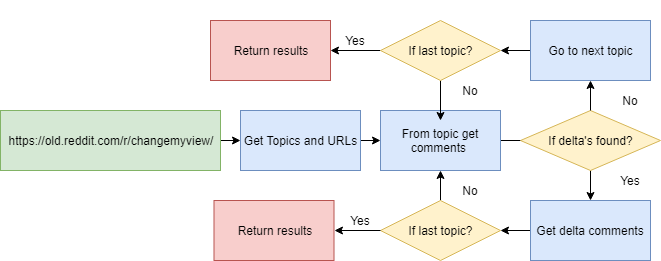 Return results
Yes
If last topic?
Go to next topic
No
No
https://old.reddit.com/r/changemyview/
Get Topics and URLs
From topic get
comments
If delta's found?
No
Yes
Return results
Yes
If last topic?
Get delta comments